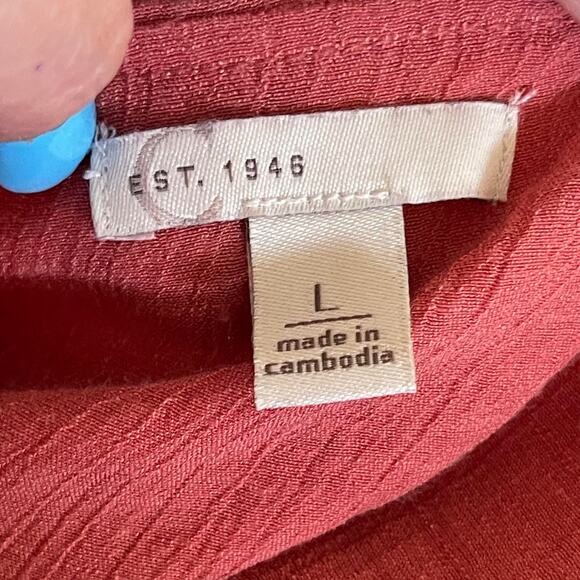 C
EST. 1946
L
made in
cambodia